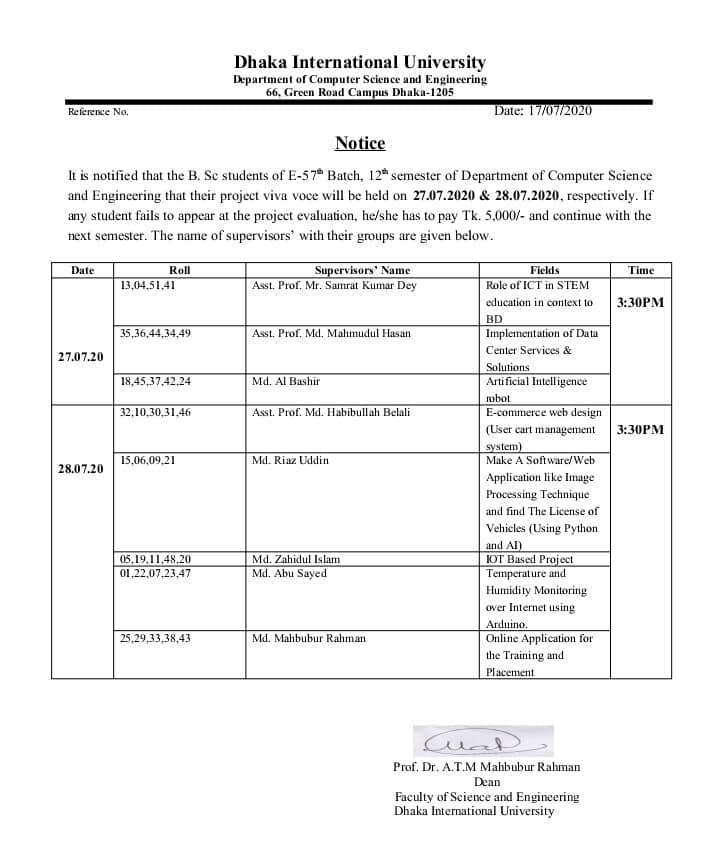 Dhaka International University
Department of Computer Science and Engineering
66, Green Road Campus Dhaka-1205
Reference No.
Date: 17/07/2020
Notice
It is notified that the B. Sc students of E-57th Batch, 12th semester of Department of Computer Science
and Engineering that their project viva voce will be held on 27.07.2020 & 28.07.2020, respectively. If
any student fails to appear at the project evaluation, he/she has to pay Tk. 5,000/- and continue with the
next semester. The name of supervisors' with their groups are given below.
Date Roll Supervisors' Name Fields Time
27.07.20
13,04,51,41 Asst. Prof. Mr. Samrat Kumar Dey Role of ICT in STEM
education in context to
BD
3:30PM
35,36,44,34,49 Asst. Prof. Md. Mahmudul Hasan Implementation of Data
Center Services &
Solutions
18,45,37,42,24 Md. Al Bashir Artificial Intelligence
robot
28.07.20
32,10,30,31,46 Asst. Prof. Md. Habibullah Belali E-commerce web design
(User cart management
system)
3:30PM
15,06,09,21 Md. Riaz Uddin Make A Software/Web
Application like Image
Processing Technique
and find The License of
Vehicles (Using Python
and AI)
05,19,11,48,20 Md. Zahidul Islam IOT Based Project
01,22,07,23,47 Md. Abu Sayed Temperature and
Humidity Monitoring
over Internet using
Arduino.
25,29,33,38,43 Md. Mahbubur Rahman Online Application for
the Training and
Placement
Prof. Dr. A.T.M Mahbubur Rahman
Dean
Faculty of Science and Engineering
Dhaka International University